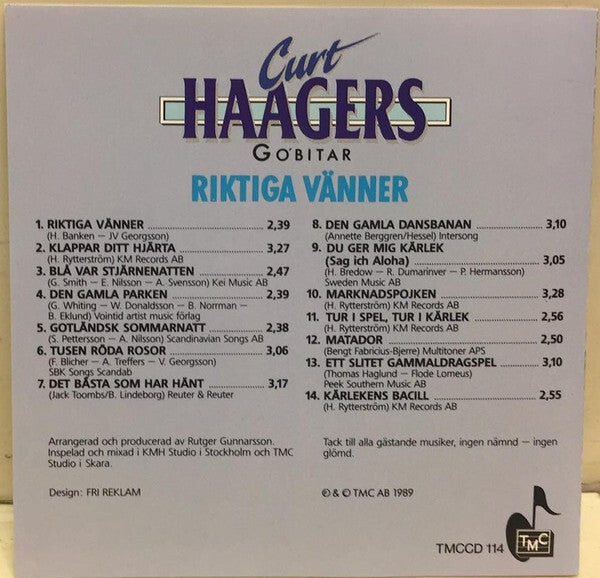 Curt
HAAGERS
GO'BITAR
RIKTIGA VÄNNER
1. RIKTIGA VÄNNER ........ 2,39
(H. Banken – JV Georgsson)
2. KLAPPAR DITT HJÄRTA ........ 3,27
(H. Rytterström) KM Records AB
3. BLÅ VAR STJÄRNENATTEN ........ 2,47
(G. Smith – E. Nilsson – A. Svensson) Kei Music AB
4. DEN GAMLA PARKEN ........ 2,39
(G. Whiting – W. Donaldsson – B. Norrman –
B. Eklund) Vointid artist music förlag
5. GOTLÄNDSK SOMMARNATT ........ 2,38
(S. Pettersson – A. Nilsson) Scandinavian Songs AB
6. TUSEN RÖDA ROSOR ........ 3,06
(F. Blicher – A. Treffers – V. Georgsson)
SBK Songs Scandab
7. DET BÄSTA SOM HAR HÄNT ........ 3,17
(Jack Toombs/B. Lindeborg) Reuter & Reuter
8. DEN GAMLA DANSBANAN ........ 3,10
(Annette Berggren/Hessel) Intersong
9. DU GER MIG KÄRLEK
(Sag ich Aloha) ........ 3,05
(H. Bredow – R. Dumarinver – P. Hermansson)
Sweden Music AB
10. MARKNADSPOJKEN ........ 3,28
(H. Rytterström) KM Records AB
11. TUR I SPEL, TUR I KÄRLEK ........ 2,56
(H. Rytterström) KM Records AB
12. MATADOR ........ 2,50
(Bengt Fabricius-Bjerre) Multitoner APS
13. ETT SLITET GAMMALDRAGSPEL ........ 3,10
(Thomas Haglund – Flode Lomeus)
Peek Southern Music AB
14. KÄRLEKENS BACILL ........ 2,55
(H. Rytterström) KM Records AB
Arrangerad och producerad av Rutger Gunnarsson.
Inspelad och mixad i KMH Studio i Stockholm och TMC
Studio i Skara.
Tack till alla gästande musiker, ingen nämnd – ingen
glömd.
Design: FRI REKLAM
℗ & © TMC AB 1989
TMCCD 114
TMC